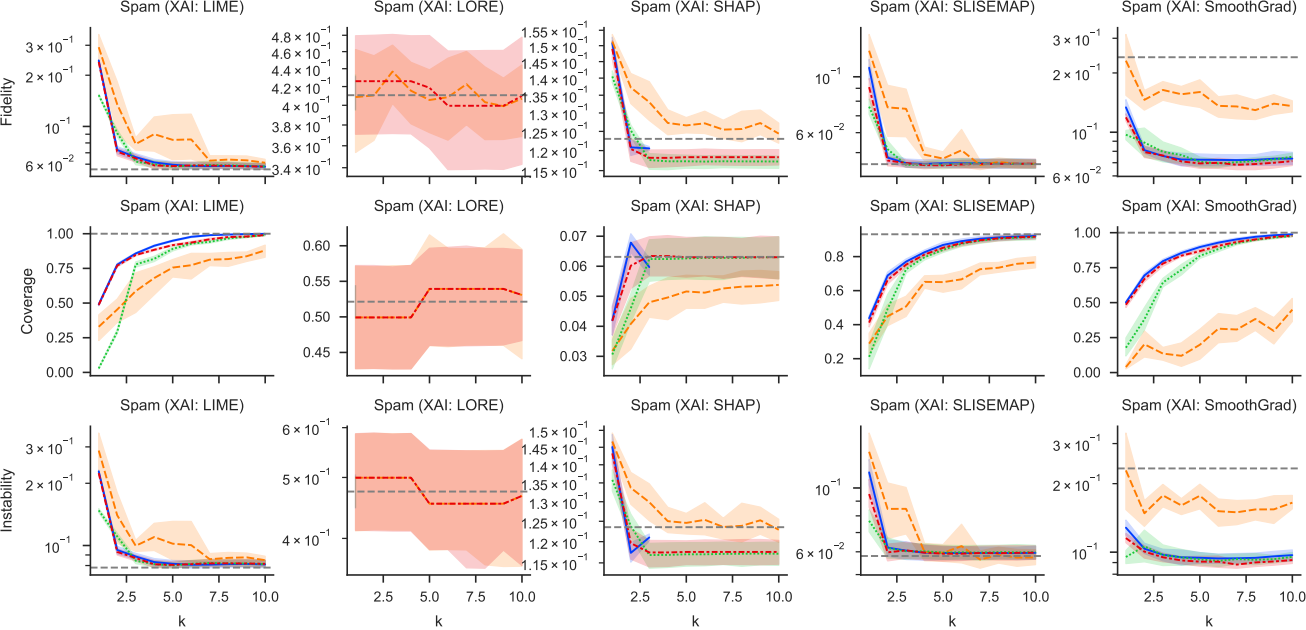 Spam (XAI: LIME) Spam (XAI: LORE) Spam (XAI: SHAP) Spam (XAI: SLISEMAP) Spam (XAI: SmoothGrad)
Fidelity
3 × 10⁻¹
2 × 10⁻¹
10⁻¹
6 × 10⁻²
4.8 × 10⁻¹
4.6 × 10⁻¹
4.4 × 10⁻¹
4.2 × 10⁻¹
4 × 10⁻¹
3.8 × 10⁻¹
3.6 × 10⁻¹
3.4 × 10⁻¹
1.55 × 10⁻¹
1.5 × 10⁻¹
1.45 × 10⁻¹
1.4 × 10⁻¹
1.35 × 10⁻¹
1.3 × 10⁻¹
1.25 × 10⁻¹
1.2 × 10⁻¹
1.15 × 10⁻¹
10⁻¹
6 × 10⁻²
3 × 10⁻¹
2 × 10⁻¹
10⁻¹
6 × 10⁻²
Spam (XAI: LIME) Spam (XAI: LORE) Spam (XAI: SHAP) Spam (XAI: SLISEMAP) Spam (XAI: SmoothGrad)
Coverage
1.00
0.75
0.50
0.25
0.00
0.60
0.55
0.50
0.45
0.07
0.06
0.05
0.04
0.03
0.8
0.6
0.4
0.2
1.00
0.75
0.50
0.25
0.00
Spam (XAI: LIME) Spam (XAI: LORE) Spam (XAI: SHAP) Spam (XAI: SLISEMAP) Spam (XAI: SmoothGrad)
Instability
3 × 10⁻¹
2 × 10⁻¹
10⁻¹
6 × 10⁻¹
5 × 10⁻¹
4 × 10⁻¹
1.5 × 10⁻¹
1.45 × 10⁻¹
1.4 × 10⁻¹
1.35 × 10⁻¹
1.3 × 10⁻¹
1.25 × 10⁻¹
1.2 × 10⁻¹
1.15 × 10⁻¹
10⁻¹
6 × 10⁻²
3 × 10⁻¹
2 × 10⁻¹
10⁻¹
2.5 5.0 7.5 10.0 2.5 5.0 7.5 10.0 2.5 5.0 7.5 10.0 2.5 5.0 7.5 10.0 2.5 5.0 7.5 10.0
k k k k k